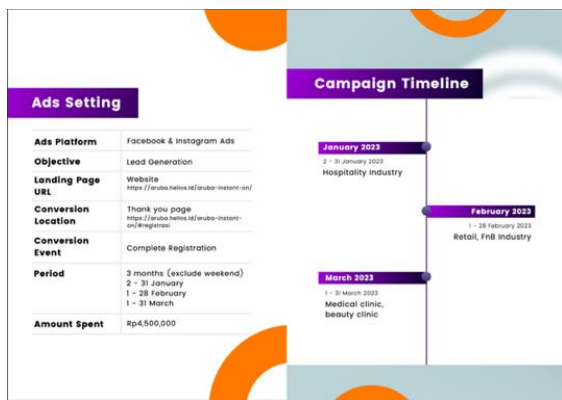 Ads Setting
Ads Platform
Facebook & Instagram Ads
Objective
Lead Generation
Landing Page
URL
Website
https://aruba.helios.id/aruba-instant-on/
Conversion
Location
Thank you page
https://aruba.helios.id/aruba-instant-
on/#registrasi
Conversion
Event
Complete Registration
Period
3 months (exclude weekend)
2 - 31 January
1 - 28 February
1 - 31 March
Amount Spent
Rp4,500,000
Campaign Timeline
January 2023
2 - 31 January 2023
Hospitality Industry
February 2023
1 - 28 February 2023
Retail, FnB Industry
March 2023
1 - 31 March 2023
Medical clinic,
beauty clinic